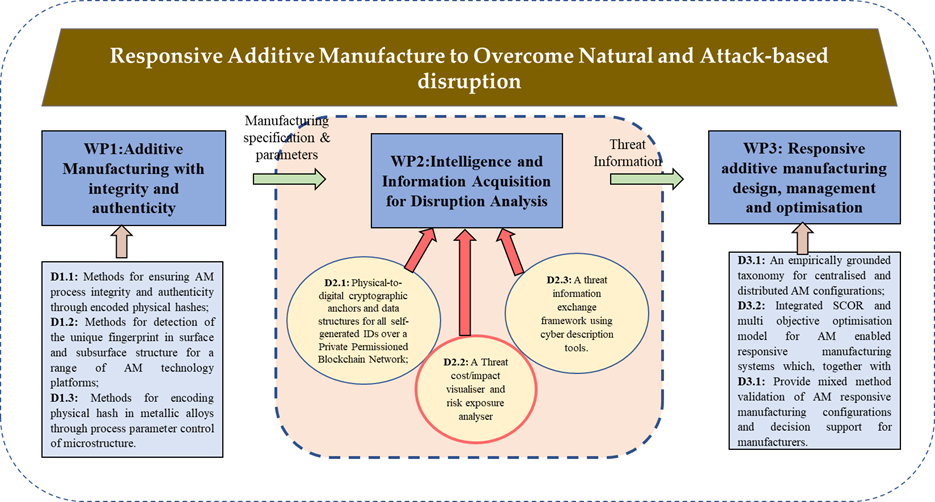 Responsive Additive Manufacture to Overcome Natural and Attack-based
disruption
WP1:Additive
Manufacturing with
integrity and
authenticity
Manufacturing
specification &
parameters
WP2:Intelligence and
Information Acquisition
for Disruption Analysis
Threat
Information
WP3: Responsive
additive manufacturing
design, management
and optimisation
D1.1: Methods for ensuring AM
process integrity and authenticity
through encoded physical hashes;
D1.2: Methods for detection of
the unique fingerprint in surface
and subsurface structure for a
range of AM technology
platforms;
D1.3: Methods for encoding
physical hash in metallic alloys
through process parameter control
of microstructure.
D2.1: Physical-to-
digital cryptographic
anchors and data
structures for all self-
generated IDs over a
Private Permissioned
Blockchain Network;
D2.2: A Threat
cost/impact
visualiser and
risk exposure
analyser
D2.3: A threat
information
exchange
framework using
cyber description
tools.
D3.1: An empirically grounded
taxonomy for centralised and
distributed AM configurations;
D3.2: Integrated SCOR and
multi objective optimisation
model for AM enabled
responsive manufacturing
systems which, together with
D3.1: Provide mixed method
validation of AM responsive
manufacturing configurations
and decision support for
manufacturers.